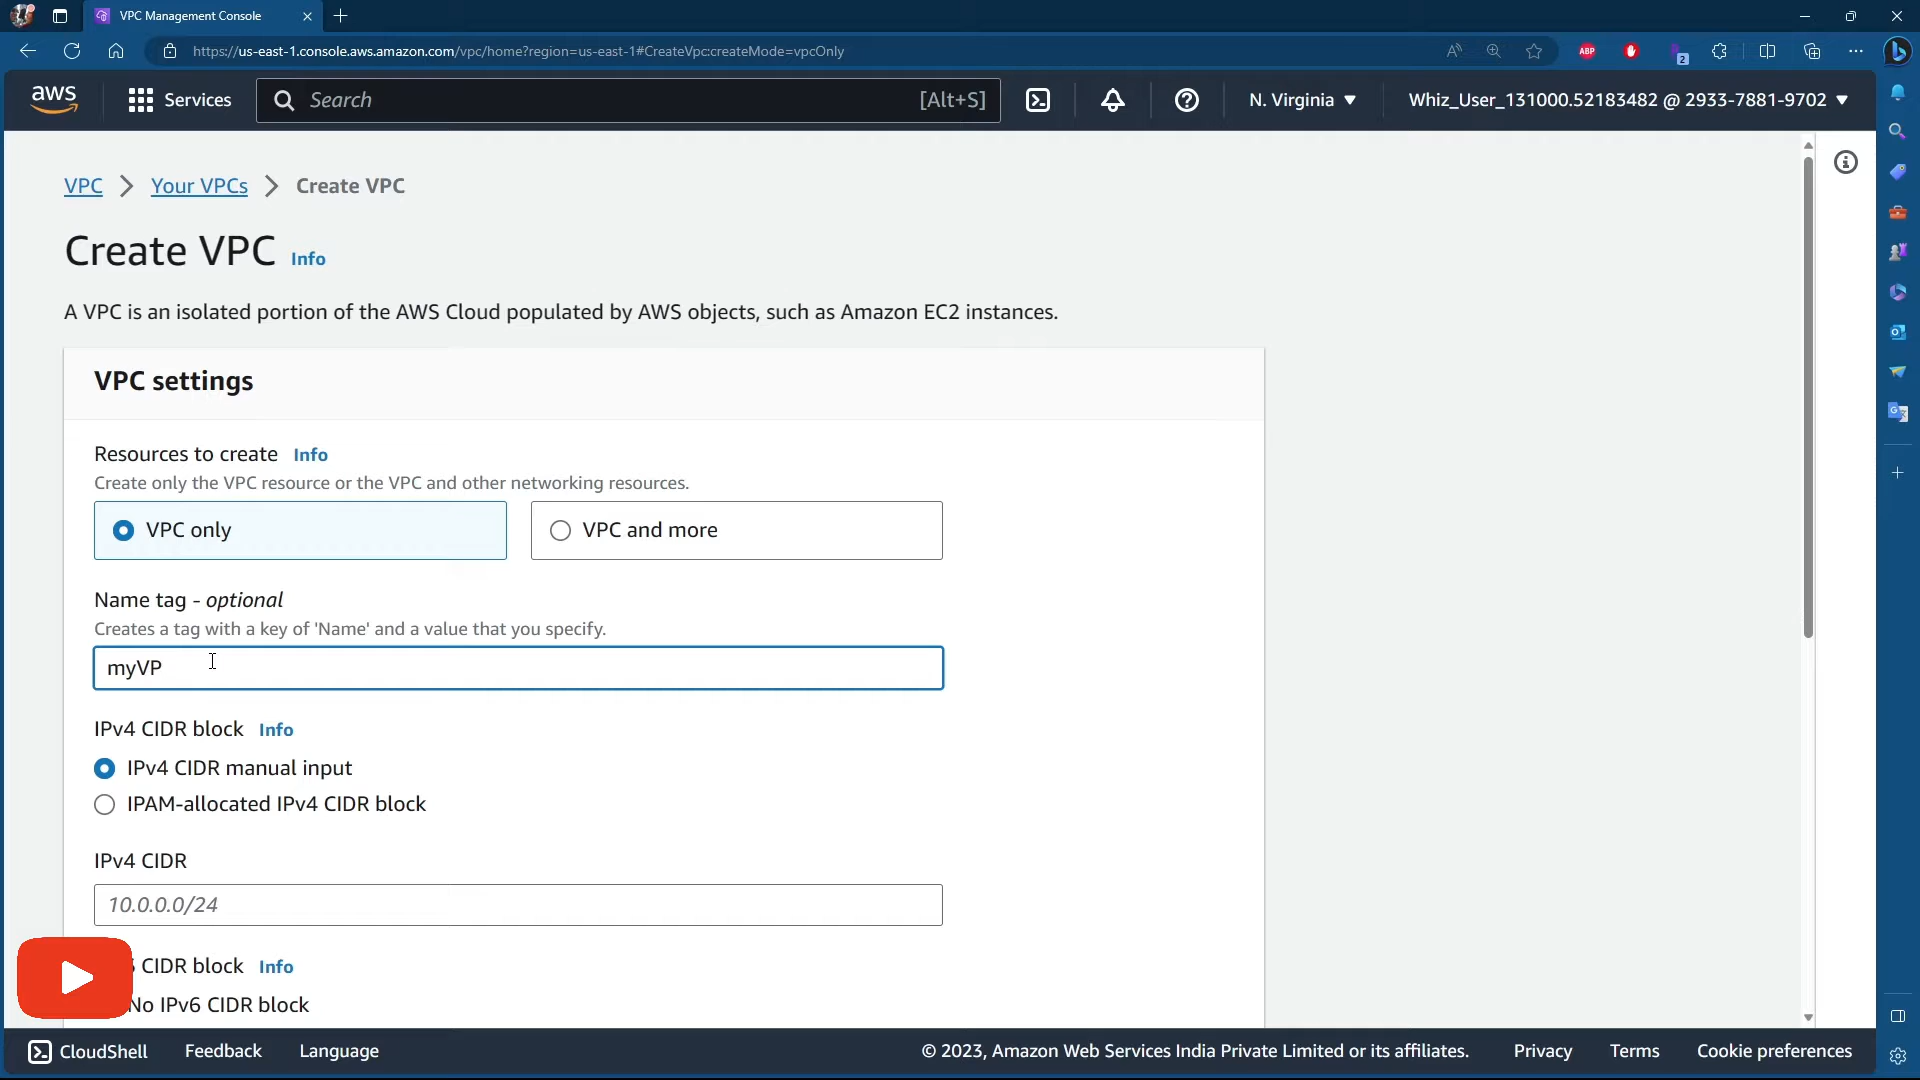 VPC Management Console
https://us-east-1.console.aws.amazon.com/vpc/home?region=us-east-1#CreateVpc:createMode=vpcOnly
ABP
2
aws
Services
Search
[Alt+S]
N. Virginia
Whiz_User_131000.52183482 @ 2933-7881-9702
VPC
Your VPCs
Create VPC
Create VPC Info
A VPC is an isolated portion of the AWS Cloud populated by AWS objects, such as Amazon EC2 instances.
VPC settings
Resources to create Info
Create only the VPC resource or the VPC and other networking resources.
VPC only
VPC and more
Name tag - optional
Creates a tag with a key of 'Name' and a value that you specify.
myVP
IPv4 CIDR block Info
IPv4 CIDR manual input
IPAM-allocated IPv4 CIDR block
IPv4 CIDR
10.0.0.0/24
CIDR block Info
No IPv6 CIDR block
CloudShell
Feedback
Language
© 2023, Amazon Web Services India Private Limited or its affiliates.
Privacy
Terms
Cookie preferences